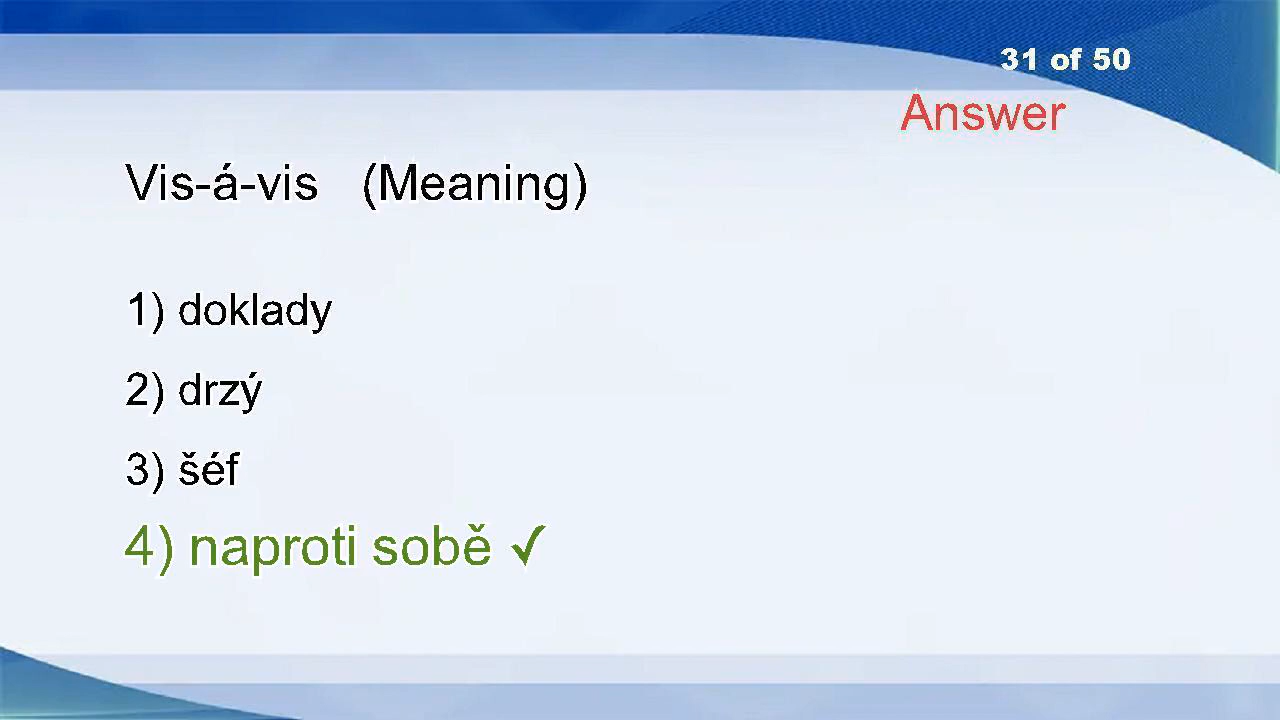 31 of 50
Answer
Vis-á-vis (Meaning)
1) doklady
2) drzý
3) šéf
4) naproti sobě ✓